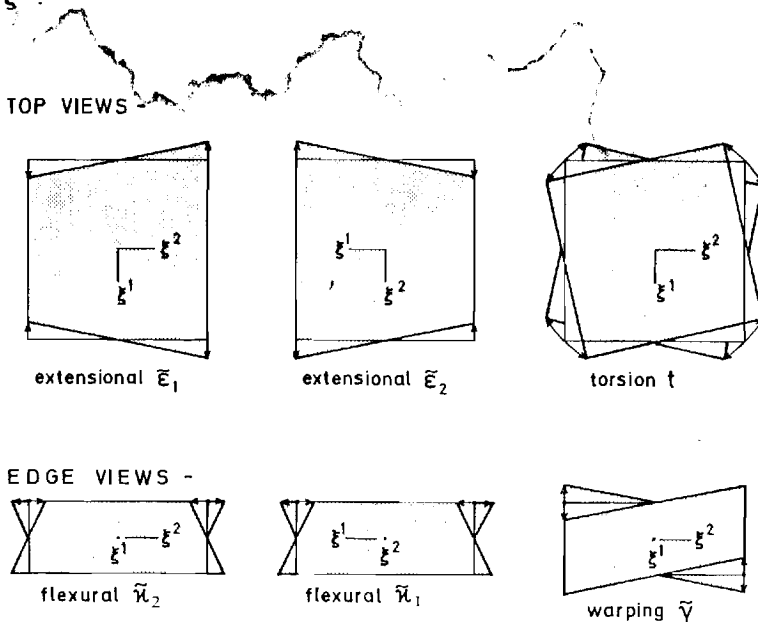 ξ
TOP VIEWS -
ξ¹ ξ²
ξ¹ ξ²
ξ¹ ξ²
extensional ε̃₁
extensional ε̃₂
torsion t
EDGE VIEWS -
ξ¹ ξ²
ξ¹ ξ²
ξ¹ ξ²
flexural ϰ̃₂
flexural ϰ̃₁
warping γ̃